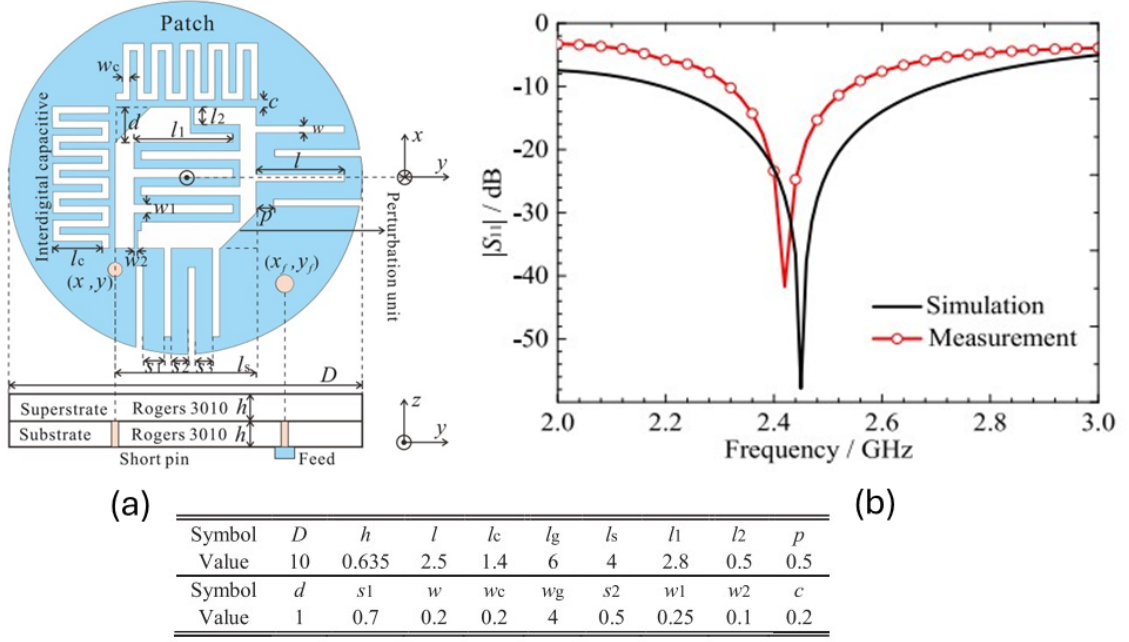 Patch
wc
c
d
l1
l2
w
l
x
y
Interdigital capacitive
w1
p
Perturbation unit
lc
w2
(x ,y)
(xf ,yf)
s1
s2
s3
ls
D
Superstrate Rogers 3010 h
z
Substrate Rogers 3010 h
y
Short pin Feed
0
-10
-20
-30
-40
-50
|S11| / dB
Simulation
Measurement
2.0 2.2 2.4 2.6 2.8 3.0
Frequency / GHz
(a)
(b)
Symbol D h l lc lg ls l1 l2 p
Value 10 0.635 2.5 1.4 6 4 2.8 0.5 0.5
Symbol d s1 w wc wg s2 w1 w2 c
Value 1 0.7 0.2 0.2 4 0.5 0.25 0.1 0.2